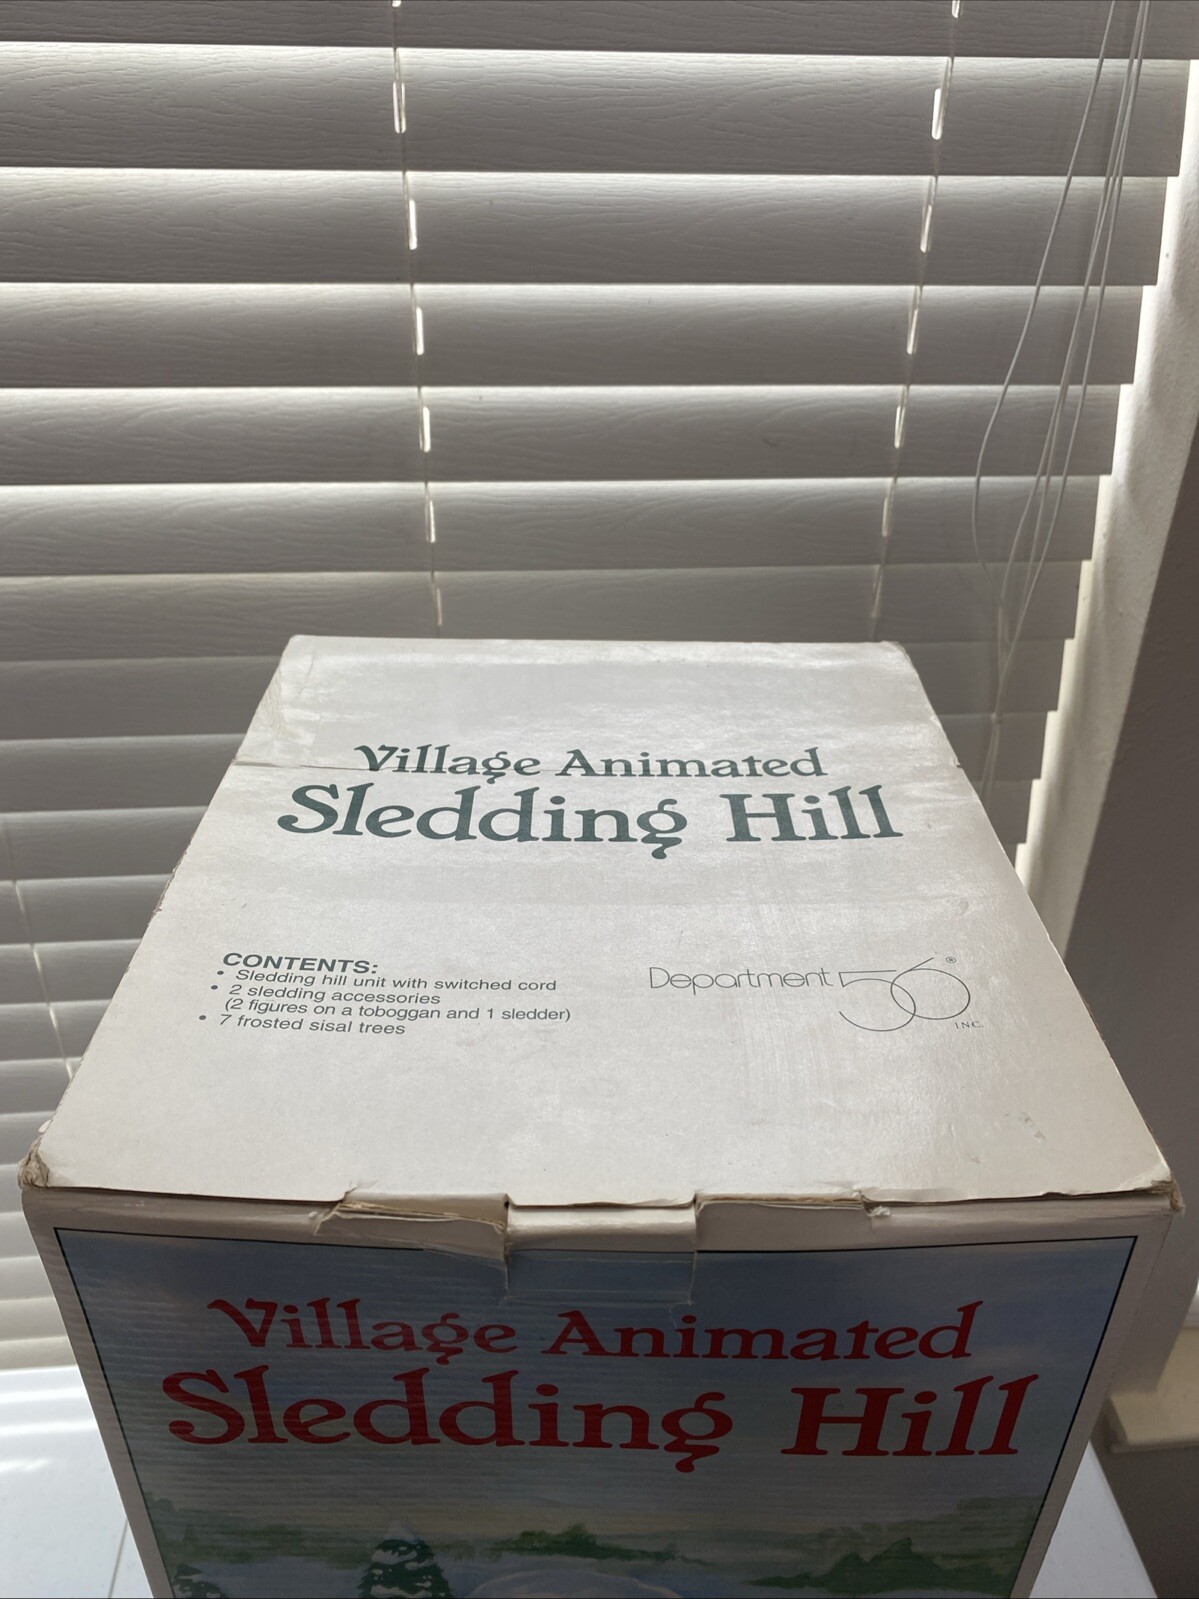 Village Animated
Sledding Hill
CONTENTS:
• Sledding hill unit with switched cord
• 2 sledding accessories
(2 figures on a toboggan and 1 sledder)
• 7 frosted sisal trees
Department 56®
INC.
Village Animated
Sledding Hill